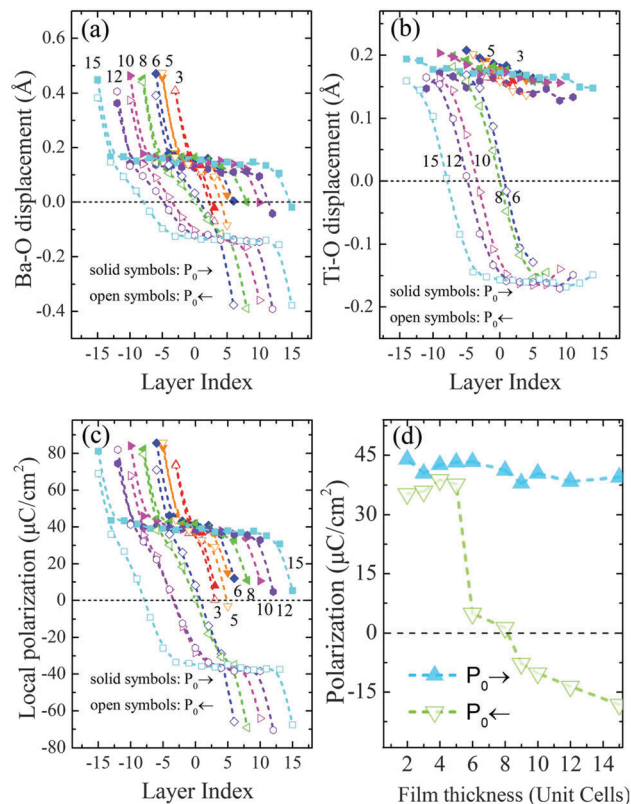 (a)
15
12
10
8
6
5
3
Ba-O displacement (Å)
0.6
0.4
0.2
0.0
-0.2
-0.4
solid symbols: P₀→
open symbols: P₀←
-15 -10 -5 0 5 10 15
Layer Index
(b)
5
3
Ti-O displacement (Å)
0.2
0.1
0.0
-0.1
-0.2
15
12
10
8
6
solid symbols: P₀→
open symbols: P₀←
-15 -10 -5 0 5 10 15
Layer Index
(c)
Local polarization (μC/cm²)
80
60
40
20
0
-20
-40
-60
-80
15
6
8
10
12
3
5
solid symbols: P₀→
open symbols: P₀←
-15 -10 -5 0 5 10 15
Layer Index
(d)
Polarization (μC/cm²)
45
30
15
0
-15
P₀→
P₀←
2 4 6 8 10 12 14
Film thickness (Unit Cells)